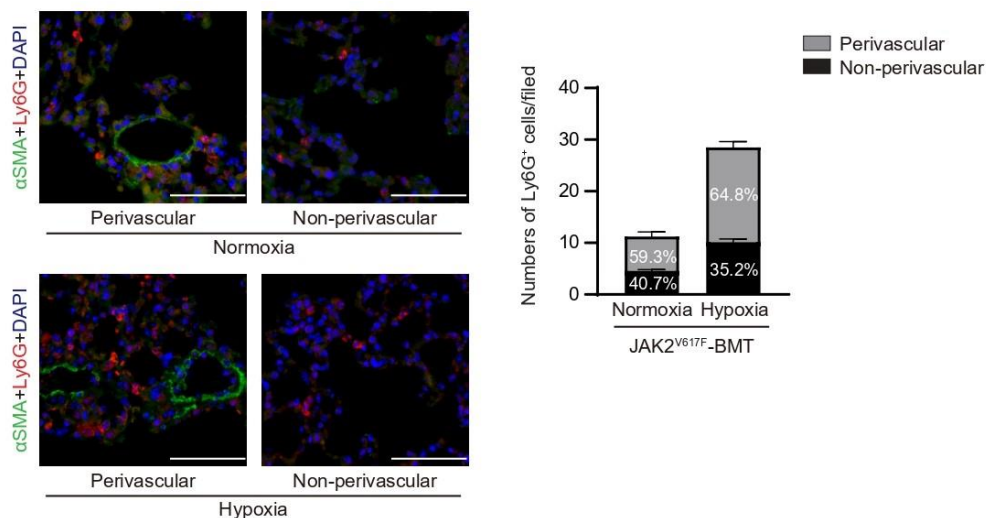 αSMA+Ly6G+DAPI
Perivascular
Non-perivascular
Normoxia
αSMA+Ly6G+DAPI
Perivascular
Non-perivascular
Hypoxia
Perivascular
Non-perivascular
Numbers of Ly6G⁺ cells/filed
40
30
20
10
0
59.3%
40.7%
64.8%
35.2%
Normoxia Hypoxia
JAK2ⱽ⁶¹⁷ᶠ-BMT